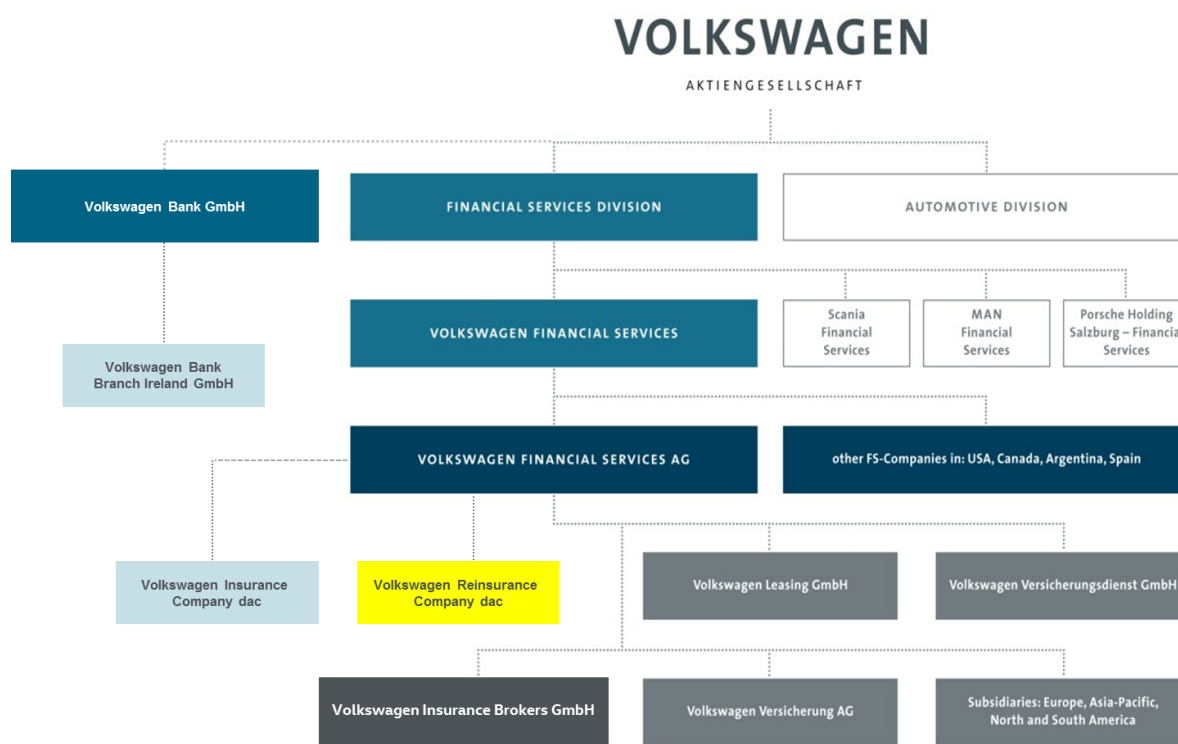 VOLKSWAGEN
AKTIENGESELLSCHAFT
Volkswagen Bank GmbH
FINANCIAL SERVICES DIVISION
AUTOMOTIVE DIVISION
VOLKSWAGEN FINANCIAL SERVICES
Scania
Financial
Services
MAN
Financial
Services
Porsche Holding
Salzburg – Financia
Services
Volkswagen Bank
Branch Ireland GmbH
VOLKSWAGEN FINANCIAL SERVICES AG
other FS-Companies in: USA, Canada, Argentina, Spain
Volkswagen Insurance
Company dac
Volkswagen Reinsurance
Company dac
Volkswagen Leasing GmbH
Volkswagen Versicherungsdienst GmbH
Volkswagen Insurance Brokers GmbH
Volkswagen Versicherung AG
Subsidiaries: Europe, Asia-Pacific,
North and South America